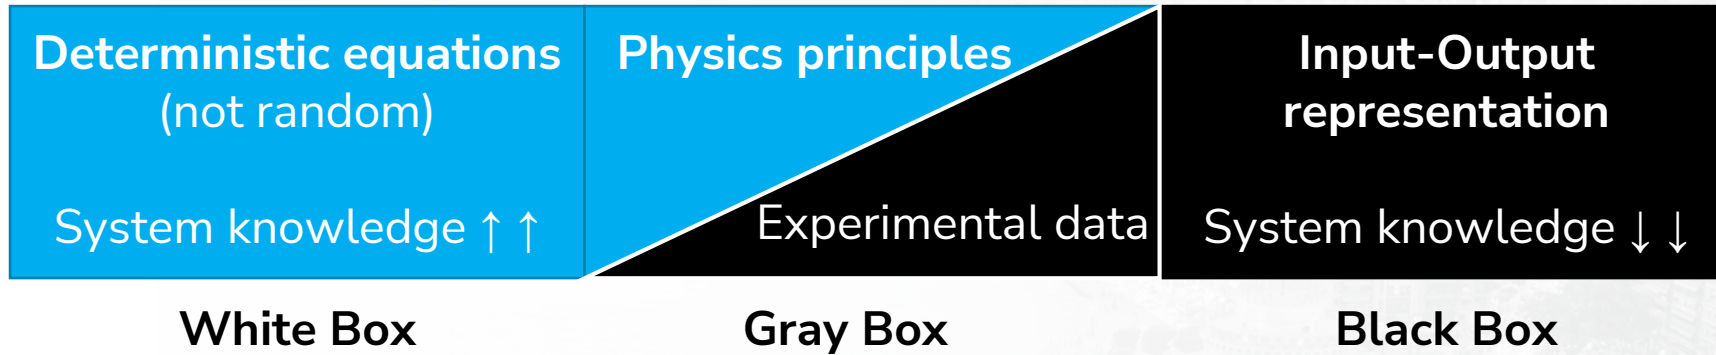 Deterministic equations
(not random)
System knowledge ↑ ↑
Physics principles
Experimental data
Input-Output
representation
System knowledge ↓ ↓
White Box
Gray Box
Black Box